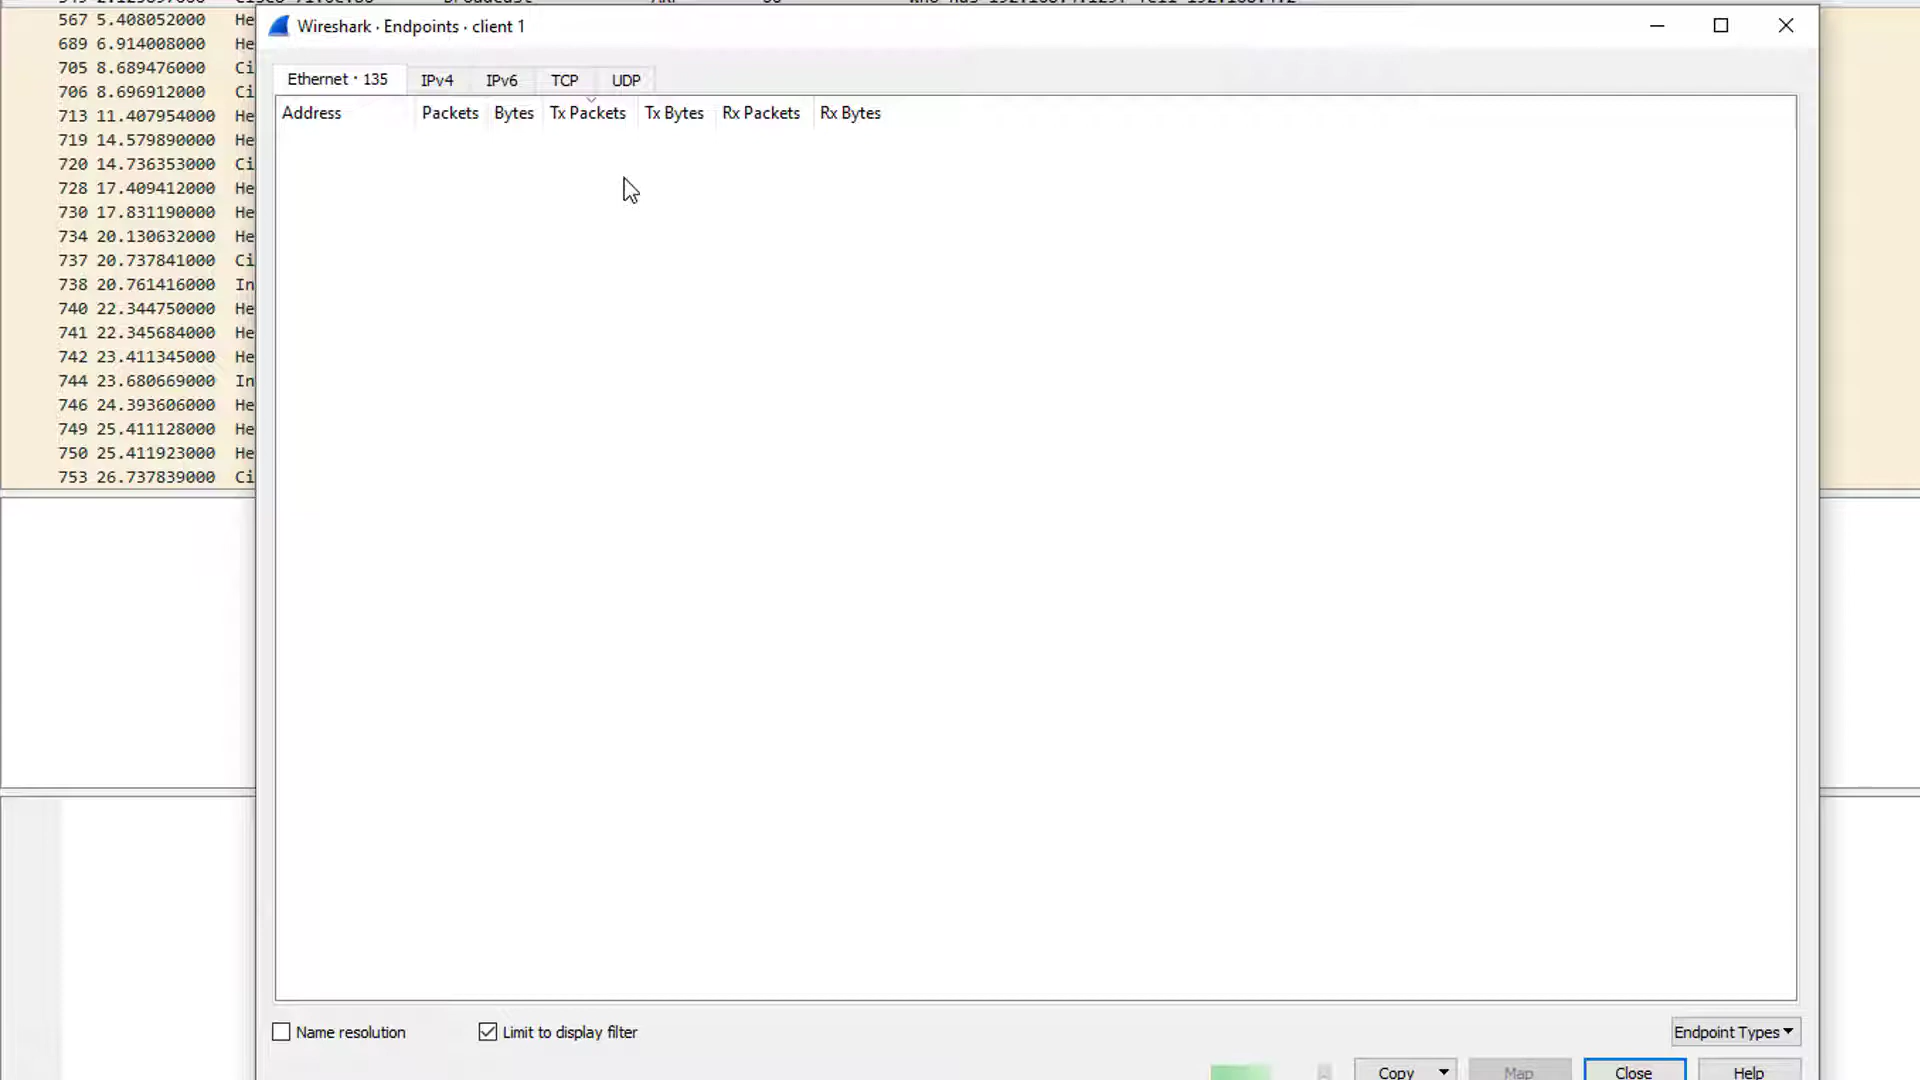 Wireshark · Endpoints · client 1
Ethernet · 135 IPv4 IPv6 TCP UDP
Address Packets Bytes Tx Packets Tx Bytes Rx Packets Rx Bytes
567 5.408052000 He
689 6.914008000 He
705 8.689476000 Ci
706 8.696912000 Ci
713 11.407954000 He
719 14.579890000 He
720 14.736353000 Ci
728 17.409412000 He
730 17.831190000 He
734 20.130632000 He
737 20.737841000 Ci
738 20.761416000 In
740 22.344750000 He
741 22.345684000 He
742 23.411345000 He
744 23.680669000 In
746 24.393606000 He
749 25.411128000 He
750 25.411923000 He
753 26.737839000 Ci
Name resolution Limit to display filter Endpoint Types
Copy Map Close Help